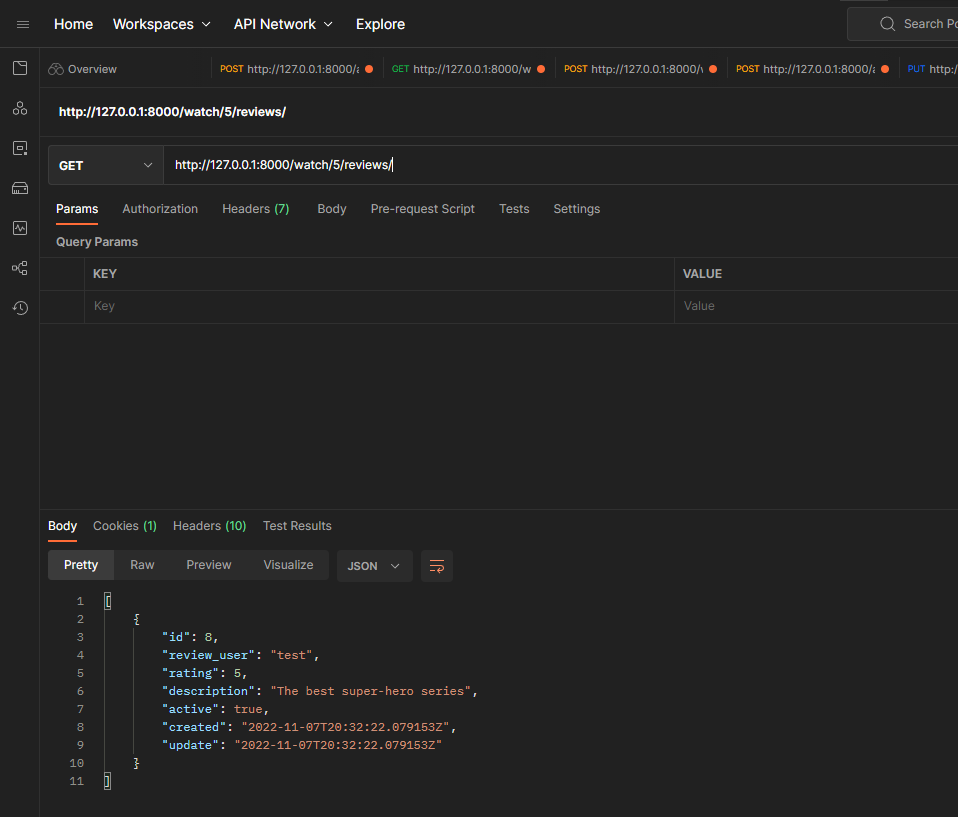 Home Workspaces API Network Explore Search Po
Overview POST http://127.0.0.1:8000/a GET http://127.0.0.1:8000/w POST http://127.0.0.1:8000/ POST http://127.0.0.1:8000/a PUT http:/
http://127.0.0.1:8000/watch/5/reviews/
GET http://127.0.0.1:8000/watch/5/reviews/
Params Authorization Headers (7) Body Pre-request Script Tests Settings
Query Params
KEY VALUE
Key Value
Body Cookies (1) Headers (10) Test Results
Pretty Raw Preview Visualize JSON
1 [
2 {
3 "id": 8,
4 "review_user": "test",
5 "rating": 5,
6 "description": "The best super-hero series",
7 "active": true,
8 "created": "2022-11-07T20:32:22.079153Z",
9 "update": "2022-11-07T20:32:22.079153Z"
10 }
11 ]